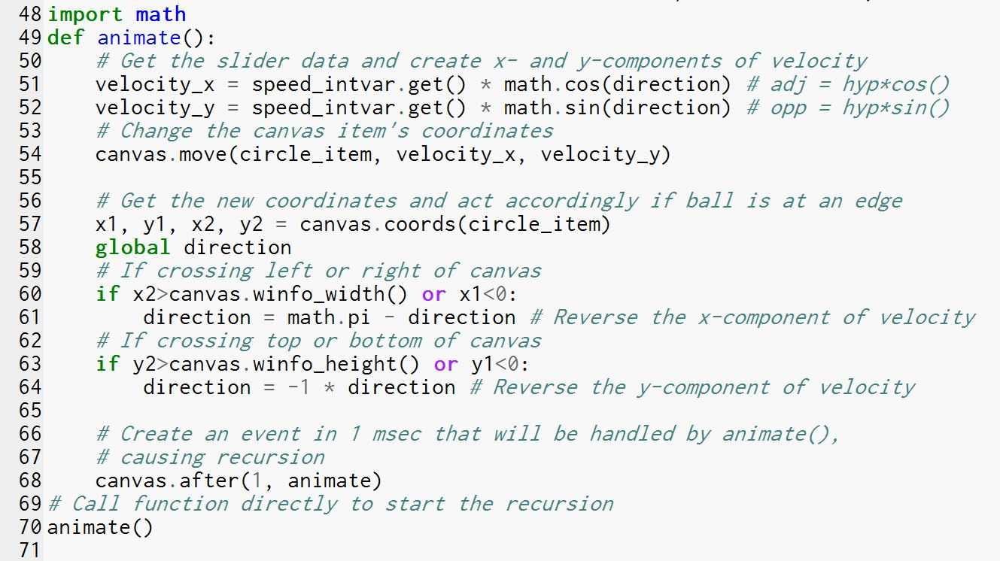 48 import math
49 def animate():
50     # Get the slider data and create x- and y-components of velocity
51     velocity_x = speed_intvar.get() * math.cos(direction) # adj = hyp*cos()
52     velocity_y = speed_intvar.get() * math.sin(direction) # opp = hyp*sin()
53     # Change the canvas item's coordinates
54     canvas.move(circle_item, velocity_x, velocity_y)
55
56     # Get the new coordinates and act accordingly if ball is at an edge
57     x1, y1, x2, y2 = canvas.coords(circle_item)
58     global direction
59     # If crossing left or right of canvas
60     if x2>canvas.winfo_width() or x1<0:
61         direction = math.pi - direction # Reverse the x-component of velocity
62     # If crossing top or bottom of canvas
63     if y2>canvas.winfo_height() or y1<0:
64         direction = -1 * direction # Reverse the y-component of velocity
65
66     # Create an event in 1 msec that will be handled by animate(),
67     # causing recursion
68     canvas.after(1, animate)
69 # Call function directly to start the recursion
70 animate()
71